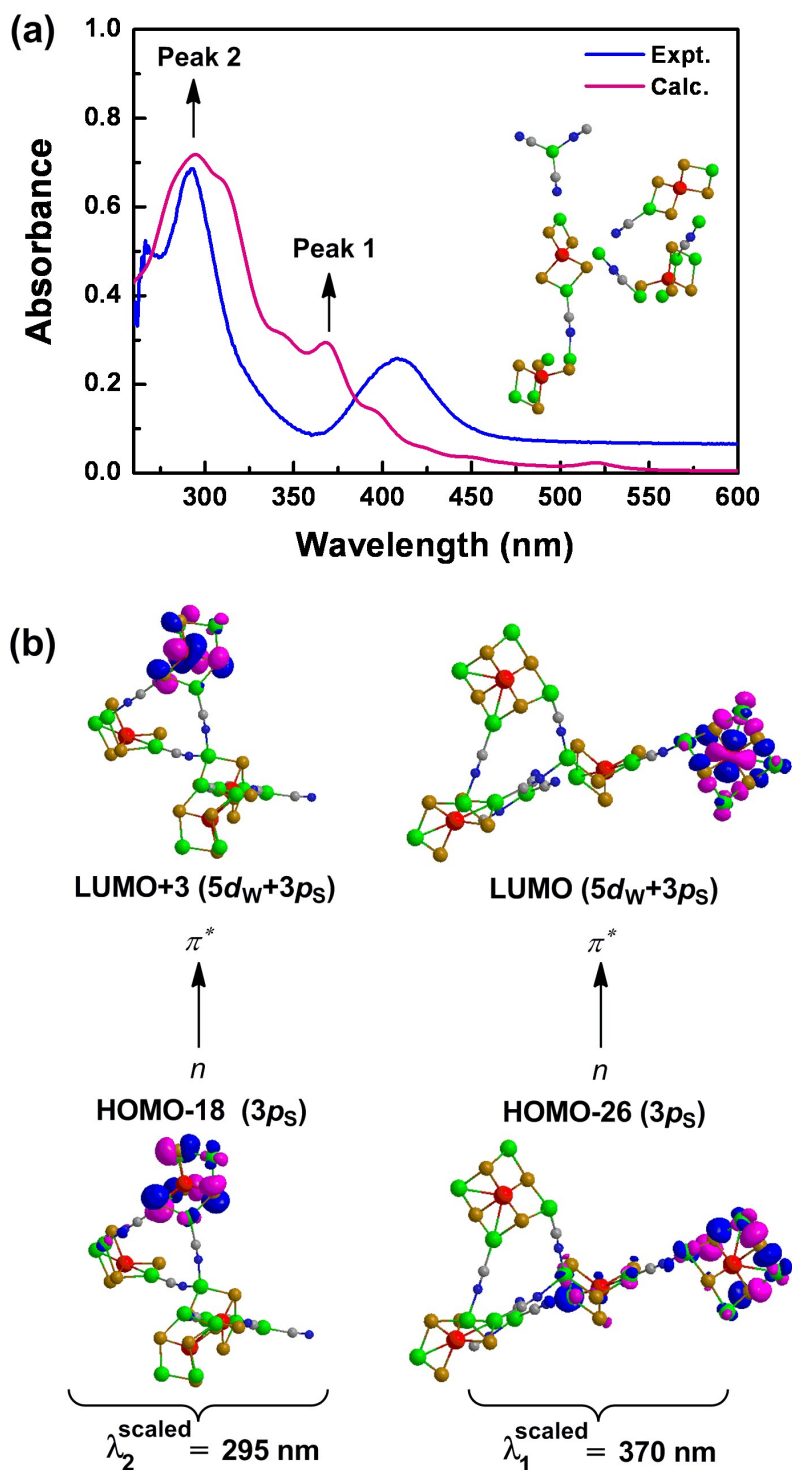 (a)
1.0
0.8
0.6
0.4
0.2
0.0
Absorbance
Peak 2
Peak 1
Expt.
Calc.
300 350 400 450 500 550 600
Wavelength (nm)
(b)
LUMO+3 (5dW+3pS)
π*
n
HOMO-18 (3pS)
λ2scaled = 295 nm
LUMO (5dW+3pS)
π*
n
HOMO-26 (3pS)
λ1scaled = 370 nm